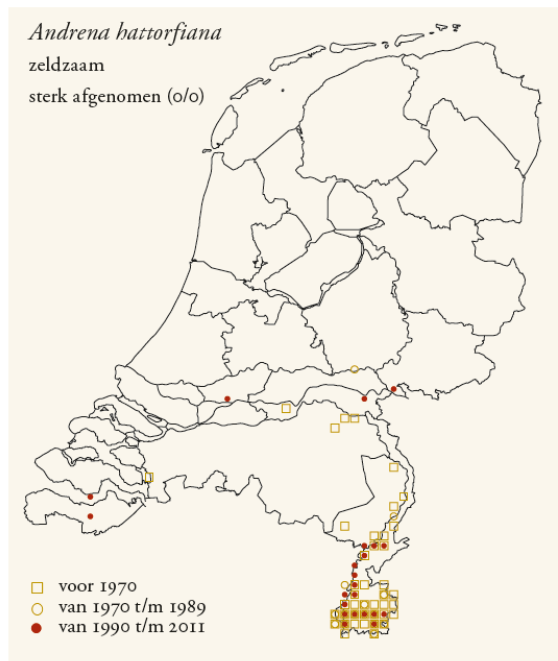 Andrena hattorfiana
zeldzaam
sterk afgenomen (0/0)
voor 1970
van 1970 t/m 1989
van 1990 t/m 2011